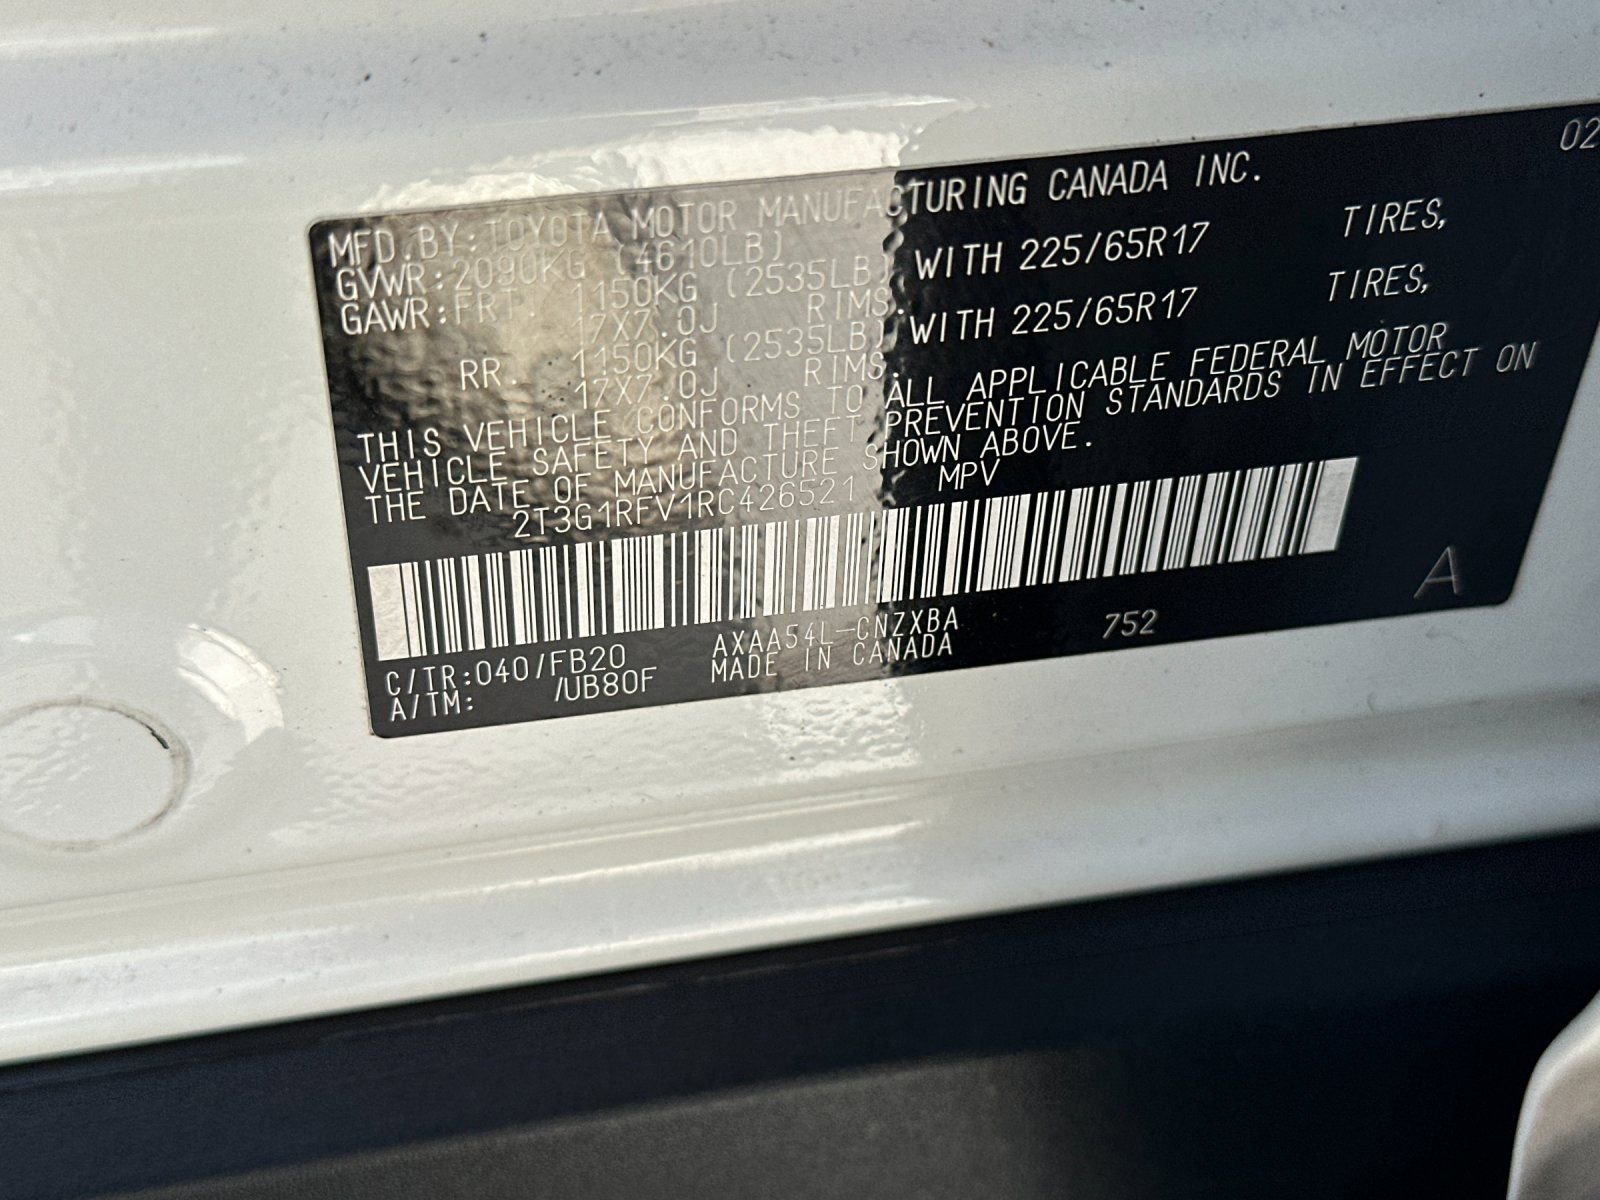 MFD.BY:TOYOTA MOTOR MANUFACTURING CANADA INC. 02
GVWR:2090KG (4610LB)
GAWR:FRT. 1150KG (2535LB) WITH 225/65R17 TIRES,
17X7.0J RIMS.
RR. 1150KG (2535LB) WITH 225/65R17 TIRES,
17X7.0J RIMS.
THIS VEHICLE CONFORMS TO ALL APPLICABLE FEDERAL MOTOR
VEHICLE SAFETY AND THEFT PREVENTION STANDARDS IN EFFECT ON
THE DATE OF MANUFACTURE SHOWN ABOVE.
2T3G1RFV1RC426521 MPV
C/TR:040/FB20 AXAA54L-CNZXBA 752 A
A/TM: /UB80F MADE IN CANADA